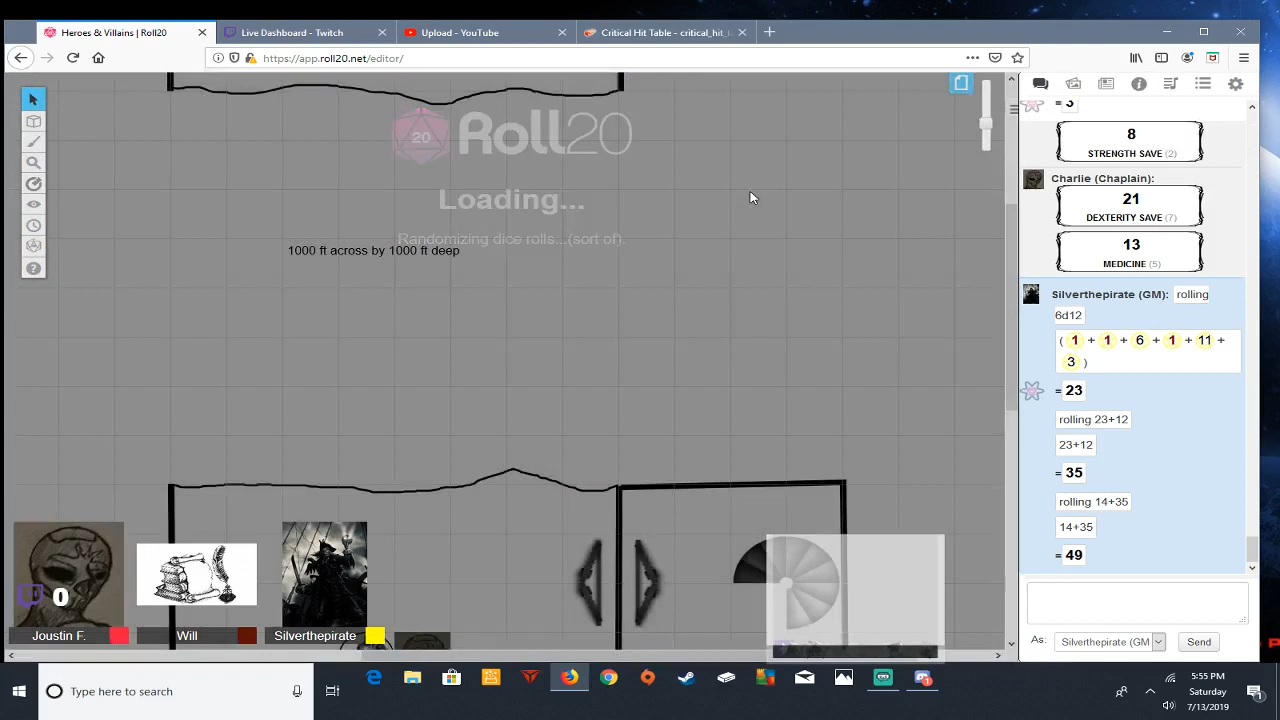 Heroes & Villains | Roll20
Live Dashboard - Twitch
Upload - YouTube
Critical Hit Table - critical_hit_t
https://app.roll20.net/editor/
20
Roll20
Loading...
Randomizing dice rolls...(sort of).
1000 ft across by 1000 ft deep
= 3
8
STRENGTH SAVE (2)
Charlie (Chaplain):
21
DEXTERITY SAVE (7)
13
MEDICINE (5)
Silverthepirate (GM): rolling
6d12
( 1 + 1 + 6 + 1 + 11 +
3 )
= 23
rolling 23+12
23+12
= 35
rolling 14+35
14+35
= 49
As: Silverthepirate (GM
Send
0
Joustin F.
Will
Silverthepirate
Type here to search
5:55 PM
Saturday
7/13/2019